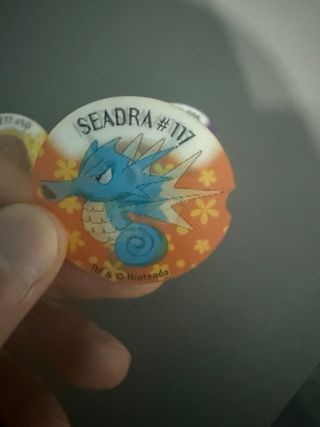 SEADRA #117
TM & © Nintendo